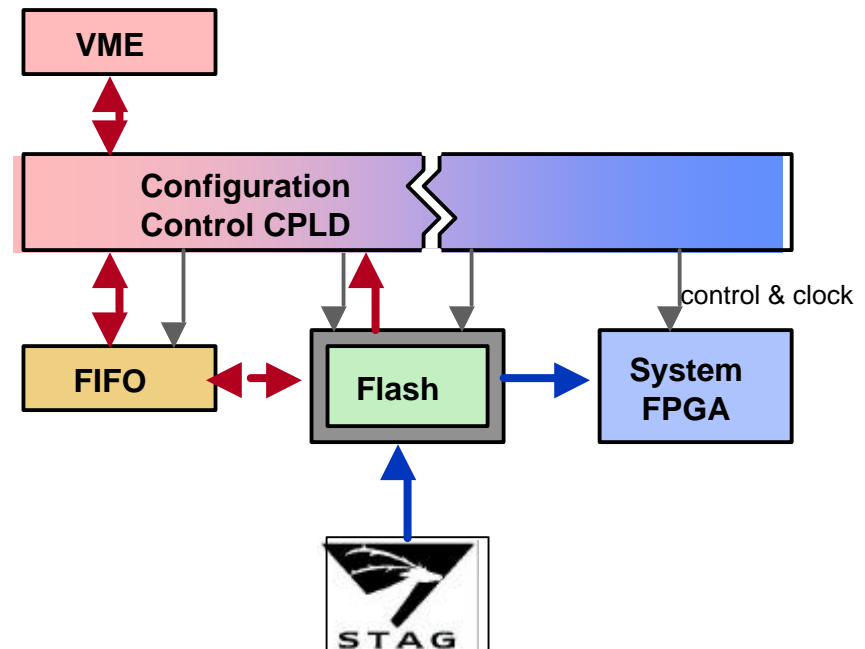 VME
Configuration
Control CPLD
control & clock
FIFO
Flash
System
FPGA
STAG